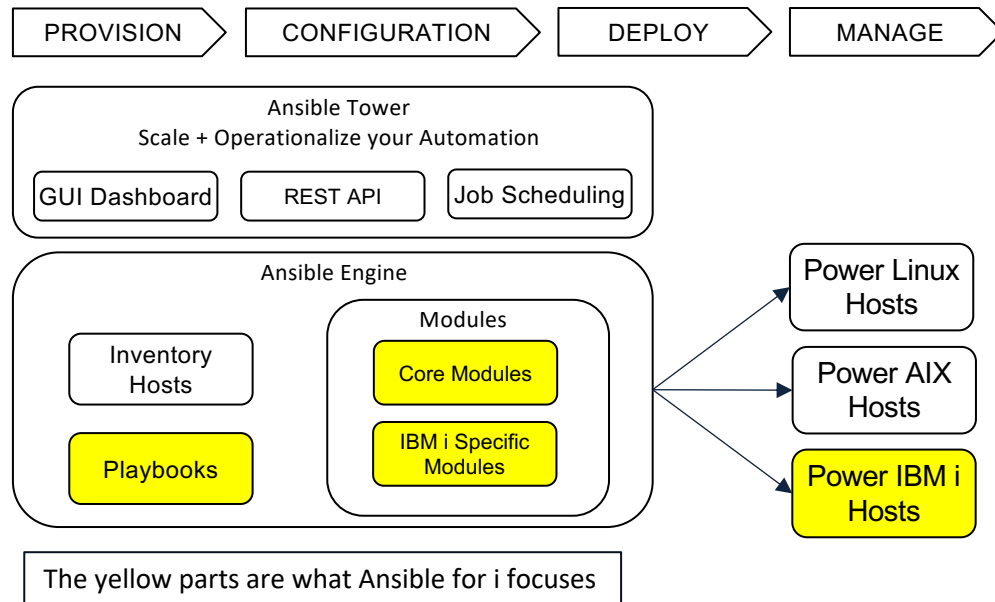 PROVISION
CONFIGURATION
DEPLOY
MANAGE
Ansible Tower
Scale + Operationalize your Automation
GUI Dashboard
REST API
Job Scheduling
Ansible Engine
Inventory
Hosts
Playbooks
Modules
Core Modules
IBM i Specific
Modules
Power Linux
Hosts
Power AIX
Hosts
Power IBM i
Hosts
The yellow parts are what Ansible for i focuses